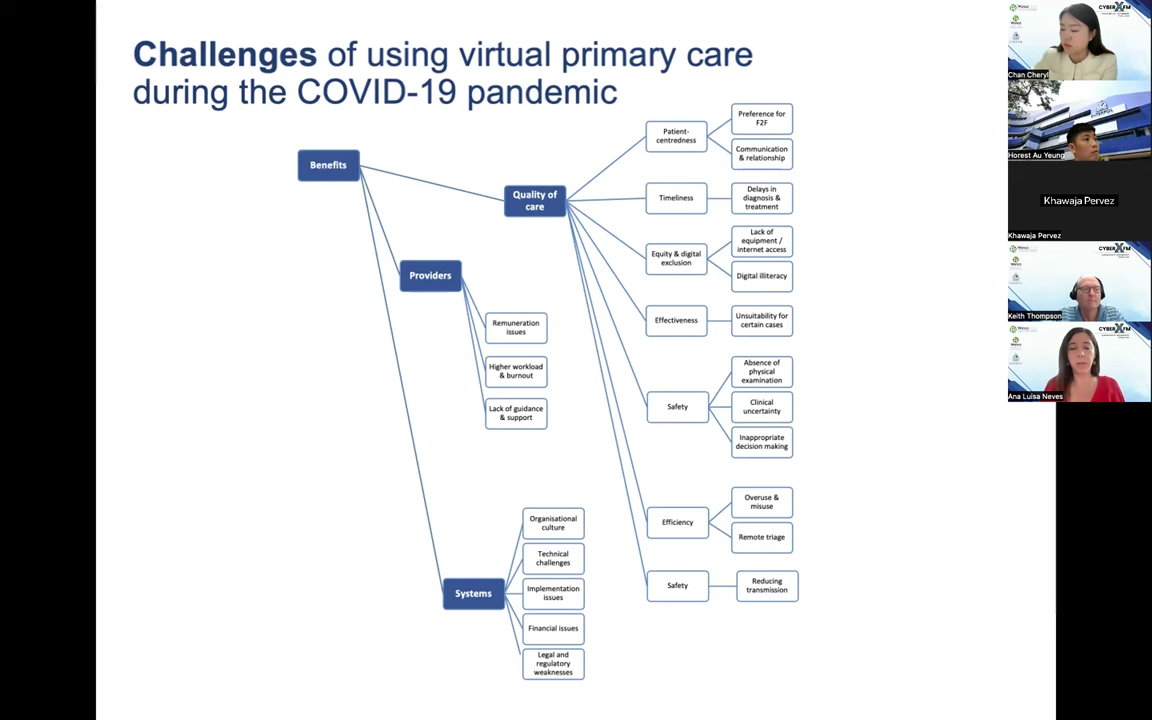 Challenges of using virtual primary care
during the COVID-19 pandemic
Benefits
Quality of
care
Providers
Remuneration
issues
Higher workload
& burnout
Lack of guidance
& support
Systems
Organisational
culture
Technical
challenges
Implementation
issues
Financial issues
Legal and
regulatory
weaknesses
Patient-
centredness
Preference for
F2F
Communication
& relationship
Timeliness
Delays in
diagnosis &
treatment
Equity & digital
exclusion
Lack of
equipment /
internet access
Digital illiteracy
Effectiveness
Unsuitability for
certain cases
Safety
Absence of
physical
examination
Clinical
uncertainty
Inappropriate
decision making
Efficiency
Overuse &
misuse
Remote triage
Safety
Reducing
transmission
Chan Cheryl
Horest Au Yeung
Khawaja Pervez
Khawaja Pervez
CYBER XFM
Keith Thompson
CYBER XFM
Ana Luísa Neves